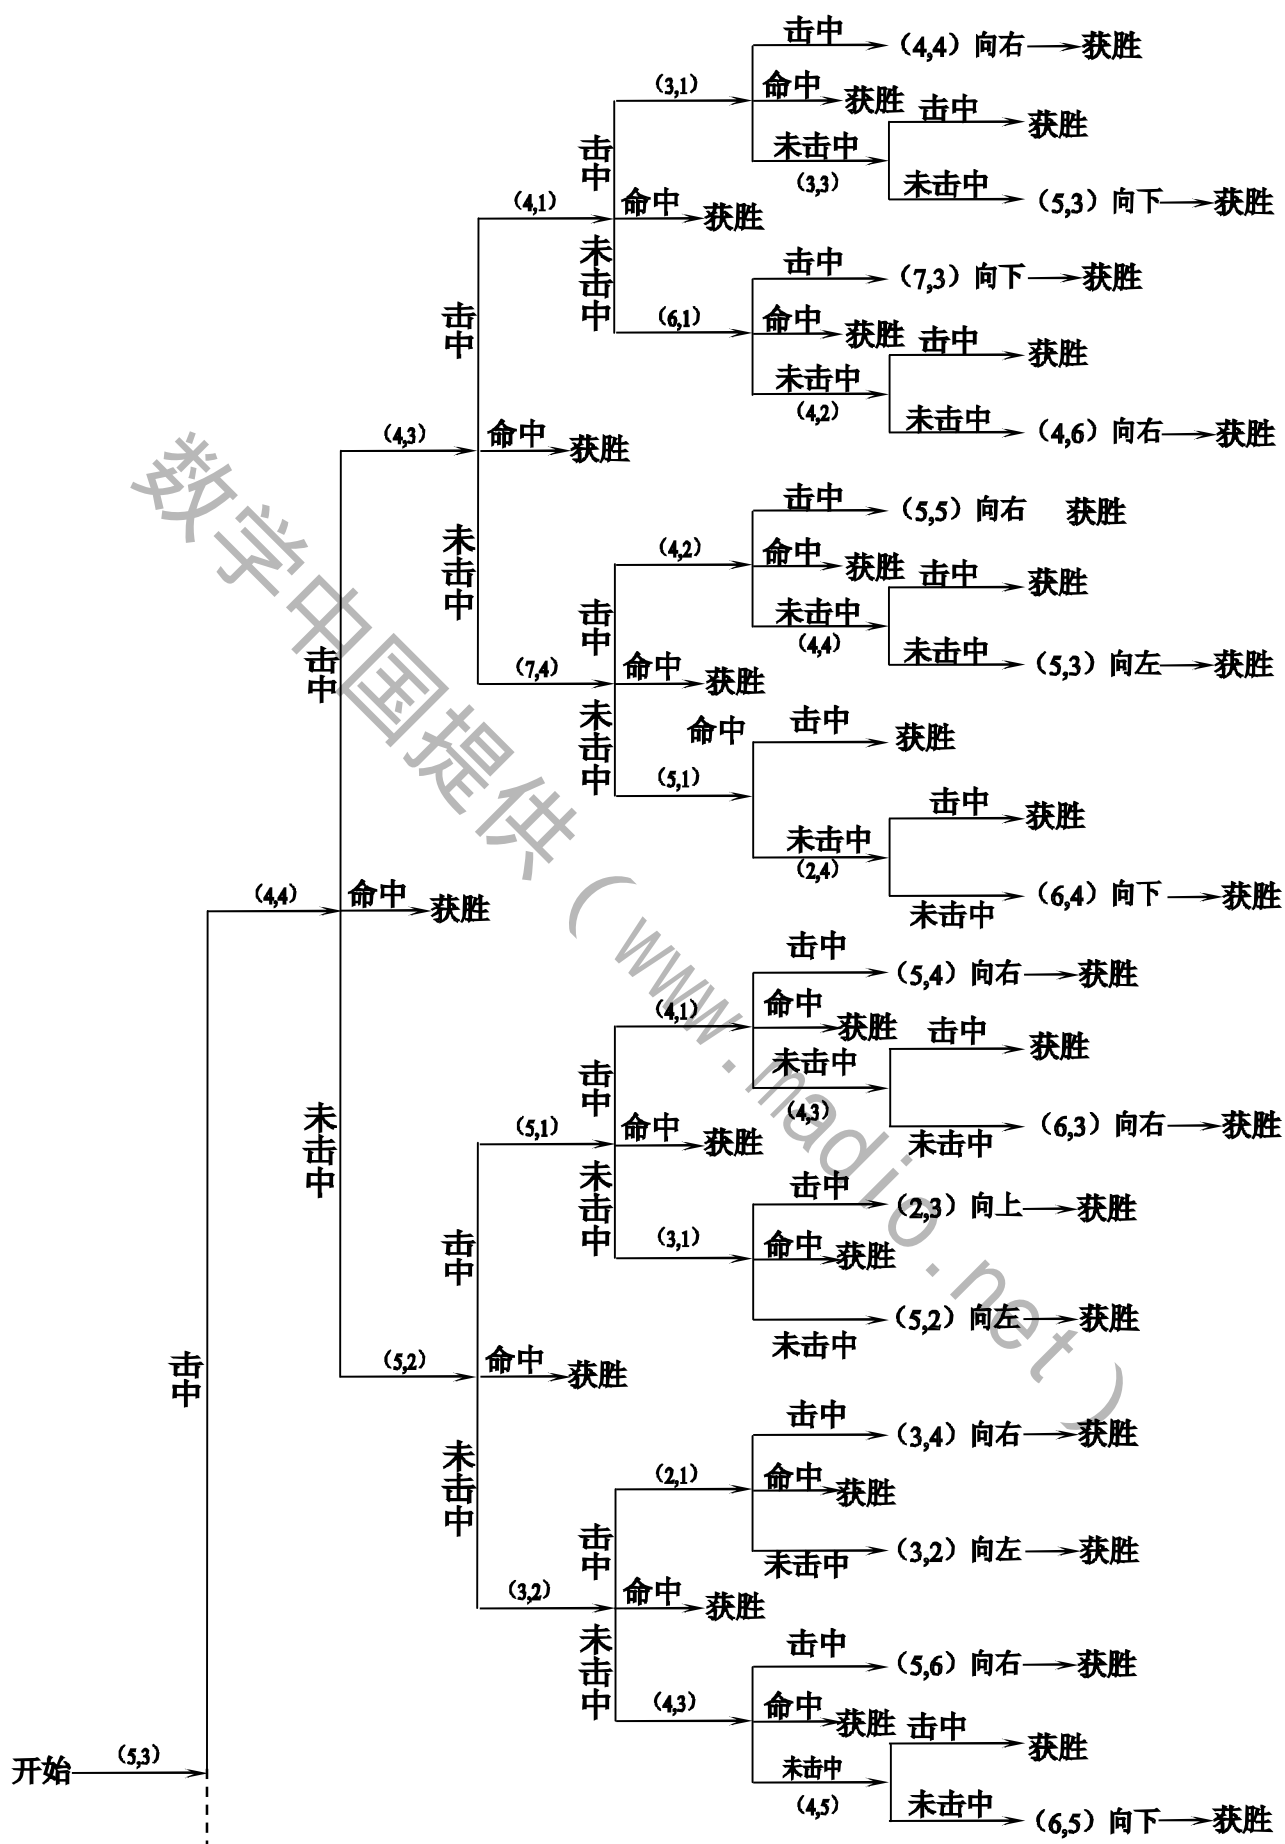 击中 （4,4）向右 获胜
（3,1） 命中 获胜 击中 获胜
击中 未击中
（3,3） 未击中 （5,3）向下 获胜
（4,1） 命中 获胜
未击中 击中 （7,3）向下 获胜
（6,1） 命中 获胜 击中 获胜
击中 未击中
（4,2） 未击中 （4,6）向右 获胜
（4,3） 命中 获胜
击中 （5,5）向右 获胜
未击中 （4,2） 命中 获胜 击中 获胜
击中 未击中
（4,4） 未击中 （5,3）向左 获胜
击中 （7,4） 命中 获胜
未击中 命中 击中 获胜
（5,1） 击中 获胜
未击中
（2,4） （6,4）向下 获胜
（4,4） 命中 获胜 未击中
击中 （5,4）向右 获胜
（4,1） 命中 获胜 击中 获胜
击中 未击中
（4,3） （6,3）向右 获胜
未击中 （5,1） 命中 获胜 未击中
未击中 击中 （2,3）向上 获胜
击中 （3,1） 命中 获胜
（5,2）向左 获胜
未击中
击中 （5,2） 命中 获胜
击中 （3,4）向右 获胜
未击中 （2,1） 命中 获胜
击中 （3,2）向左 获胜
未击中
（3,2） 命中 获胜
未击中 击中 （5,6）向右 获胜
（4,3） 命中 获胜 击中 获胜
开始 （5,3） 未击中
（4,5） 未击中 （6,5）向下 获胜
数学中国提供（www.madio.net）